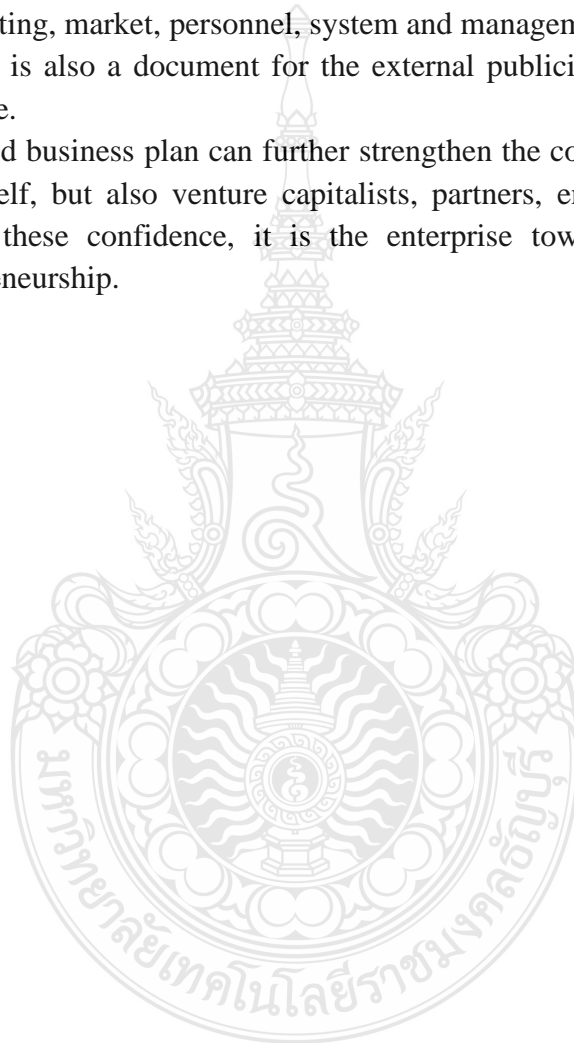 ting, market, personnel, system and managem
is also a document for the external publici
e.
d business plan can further strengthen the co
elf, but also venture capitalists, partners, en
these confidence, it is the enterprise tow
eneurship.
มหาวิทยาลัยเทคโนโลยีราชมงคลธัญบุรี